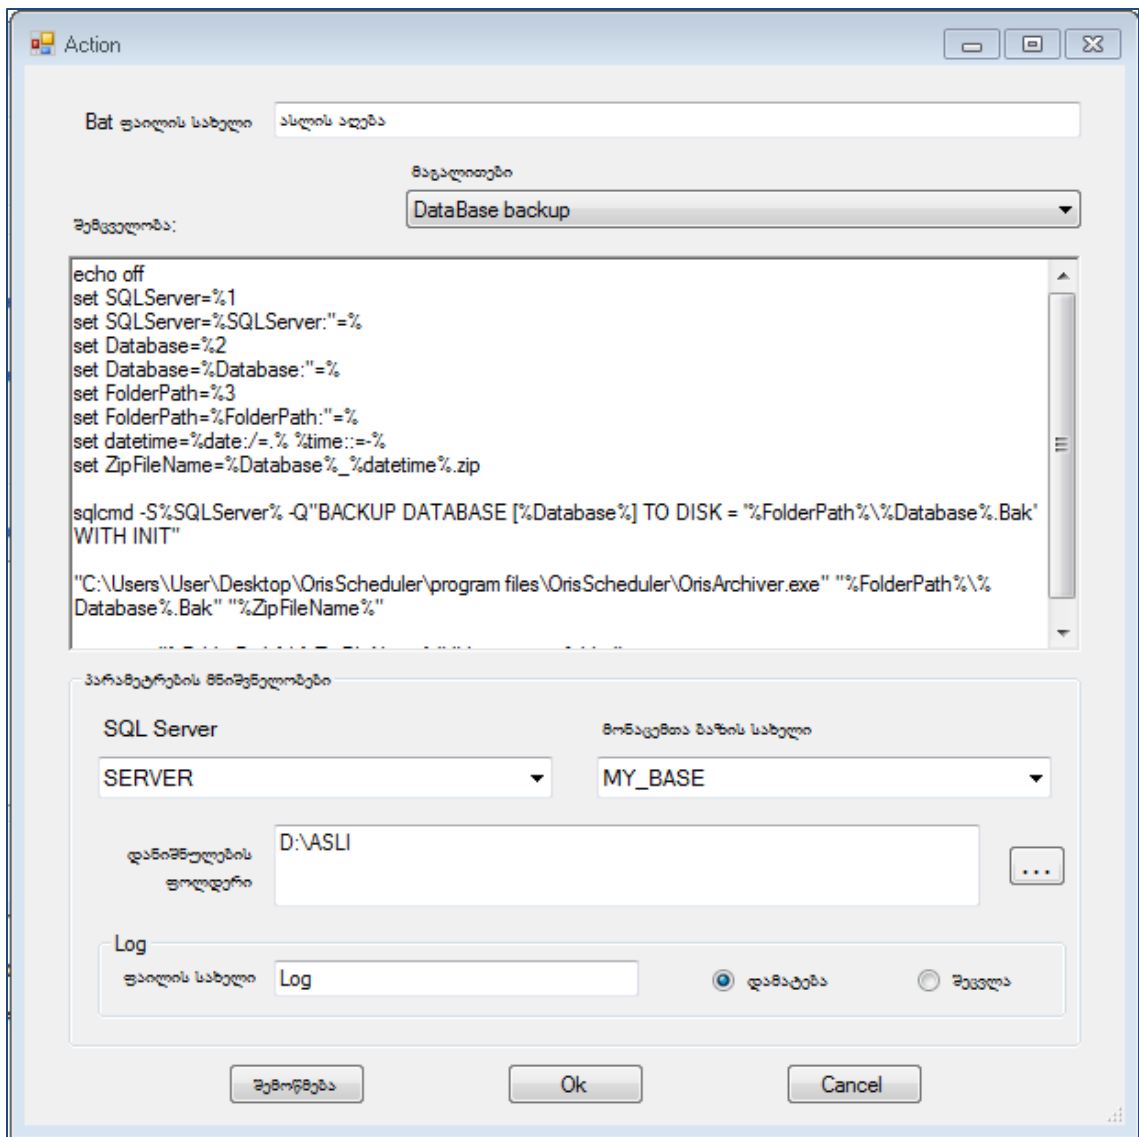 Action
Bat ფაილის სახელი
ასლის აღება
მაგალითები
DataBase backup
შემცველობა:
echo off
set SQLServer=%1
set SQLServer=%SQLServer:"=%
set Database=%2
set Database=%Database:"=%
set FolderPath=%3
set FolderPath=%FolderPath:"=%
set datetime=%date:/=.% %time::=-%
set ZipFileName=%Database%_%datetime%.zip
sqlcmd -S%SQLServer% -Q"BACKUP DATABASE [%Database%] TO DISK = '%FolderPath%\%Database%.Bak'
WITH INIT"
"C:\Users\User\Desktop\OrisScheduler\program files\OrisScheduler\OrisArchiver.exe" "%FolderPath%\%
Database%.Bak" "%ZipFileName%"
პარამეტრების მნიშვნელობები
SQL Server
მონაცემთა ბაზის სახელი
SERVER
MY_BASE
დანიშნულების
ფოლდერი
D:\ASLI
...
Log
ფაილის სახელი
Log
დამატება
შეცვლა
შემოწმება
Ok
Cancel